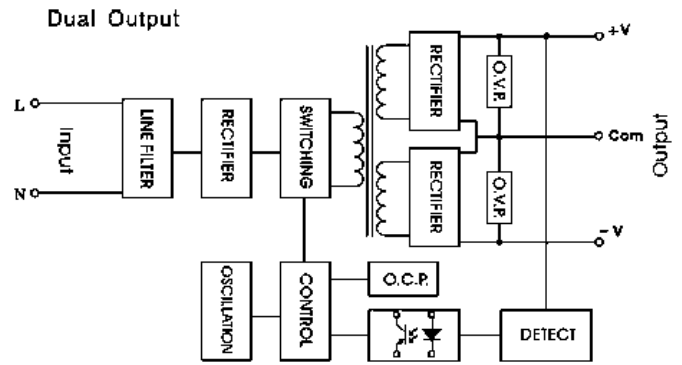 Dual Output
L
N
Input
LINE FILTER
RECTIFIER
SWITCHING
RECTIFIER
RECTIFIER
O.V.P.
O.V.P.
+V
Com
- V
Output
OSCILLATION
CONTROL
O.C.P.
DETECT